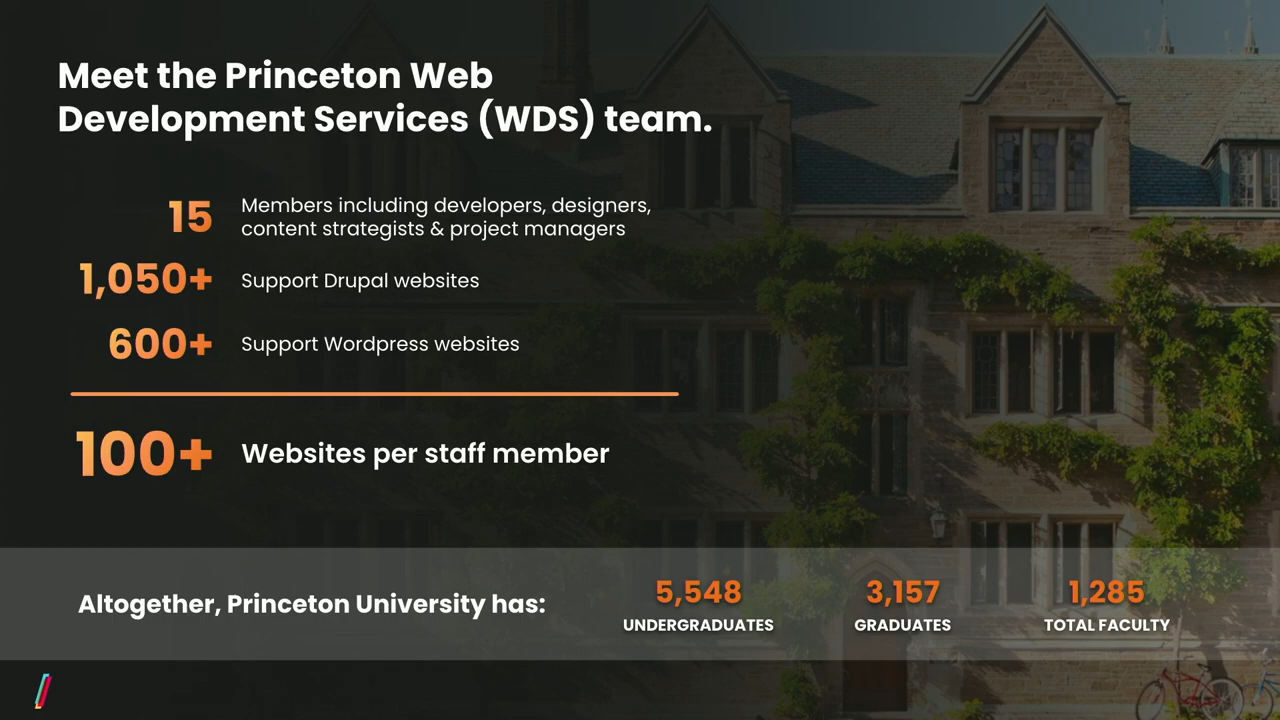 Meet the Princeton Web
Development Services (WDS) team.
15
Members including developers, designers,
content strategists & project managers
1,050+
Support Drupal websites
600+
Support Wordpress websites
100+
Websites per staff member
Altogether, Princeton University has:
5,548
UNDERGRADUATES
3,157
GRADUATES
1,285
TOTAL FACULTY